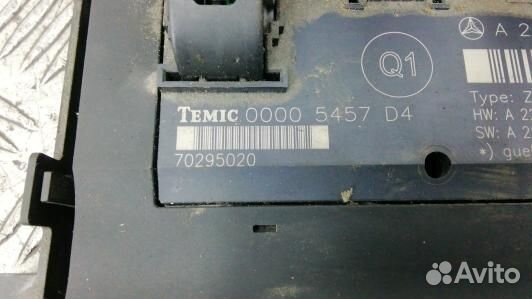 A 2
Q1
TEMIC 0000 5457 D4
70295020
Type: Z
HW: A 2
SW: A 2
*) gue
Avito